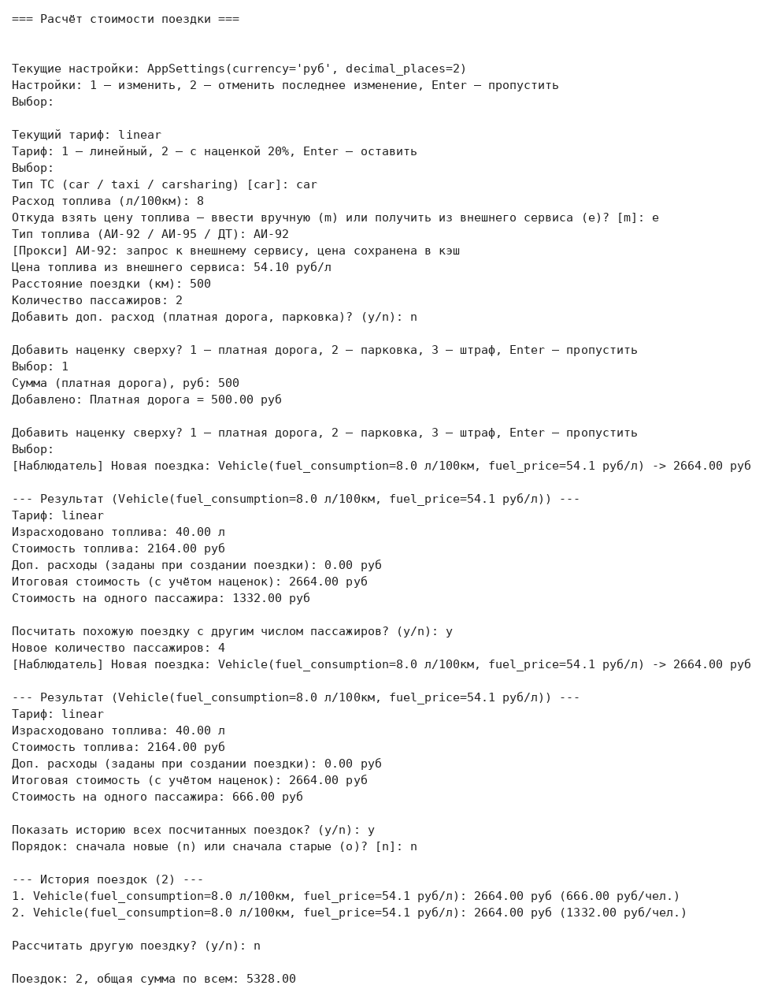 === Расчёт стоимости поездки ===
Текущие настройки: AppSettings(currency='руб', decimal_places=2)
Настройки: 1 — изменить, 2 — отменить последнее изменение, Enter — пропустить
Выбор:
Текущий тариф: linear
Тариф: 1 — линейный, 2 — с наценкой 20%, Enter — оставить
Выбор:
Тип ТС (car / taxi / carsharing) [car]: car
Расход топлива (л/100км): 8
Откуда взять цену топлива — ввести вручную (m) или получить из внешнего сервиса (e)? [m]: e
Тип топлива (АИ-92 / АИ-95 / ДТ): АИ-92
[Прокси] АИ-92: запрос к внешнему сервису, цена сохранена в кэш
Цена топлива из внешнего сервиса: 54.10 руб/л
Расстояние поездки (км): 500
Количество пассажиров: 2
Добавить доп. расход (платная дорога, парковка)? (y/n): n
Добавить наценку сверху? 1 — платная дорога, 2 — парковка, 3 — штраф, Enter — пропустить
Выбор: 1
Сумма (платная дорога), руб: 500
Добавлено: Платная дорога = 500.00 руб
Добавить наценку сверху? 1 — платная дорога, 2 — парковка, 3 — штраф, Enter — пропустить
Выбор:
[Наблюдатель] Новая поездка: Vehicle(fuel_consumption=8.0 л/100км, fuel_price=54.1 руб/л) -> 2664.00 руб
--- Результат (Vehicle(fuel_consumption=8.0 л/100км, fuel_price=54.1 руб/л)) ---
Тариф: linear
Израсходовано топлива: 40.00 л
Стоимость топлива: 2164.00 руб
Доп. расходы (заданы при создании поездки): 0.00 руб
Итоговая стоимость (с учётом наценок): 2664.00 руб
Стоимость на одного пассажира: 1332.00 руб
Посчитать похожую поездку с другим числом пассажиров? (y/n): y
Новое количество пассажиров: 4
[Наблюдатель] Новая поездка: Vehicle(fuel_consumption=8.0 л/100км, fuel_price=54.1 руб/л) -> 2664.00 руб
--- Результат (Vehicle(fuel_consumption=8.0 л/100км, fuel_price=54.1 руб/л)) ---
Тариф: linear
Израсходовано топлива: 40.00 л
Стоимость топлива: 2164.00 руб
Доп. расходы (заданы при создании поездки): 0.00 руб
Итоговая стоимость (с учётом наценок): 2664.00 руб
Стоимость на одного пассажира: 666.00 руб
Показать историю всех посчитанных поездок? (y/n): y
Порядок: сначала новые (n) или сначала старые (o)? [n]: n
--- История поездок (2) ---
1. Vehicle(fuel_consumption=8.0 л/100км, fuel_price=54.1 руб/л): 2664.00 руб (666.00 руб/чел.)
2. Vehicle(fuel_consumption=8.0 л/100км, fuel_price=54.1 руб/л): 2664.00 руб (1332.00 руб/чел.)
Рассчитать другую поездку? (y/n): n
Поездок: 2, общая сумма по всем: 5328.00